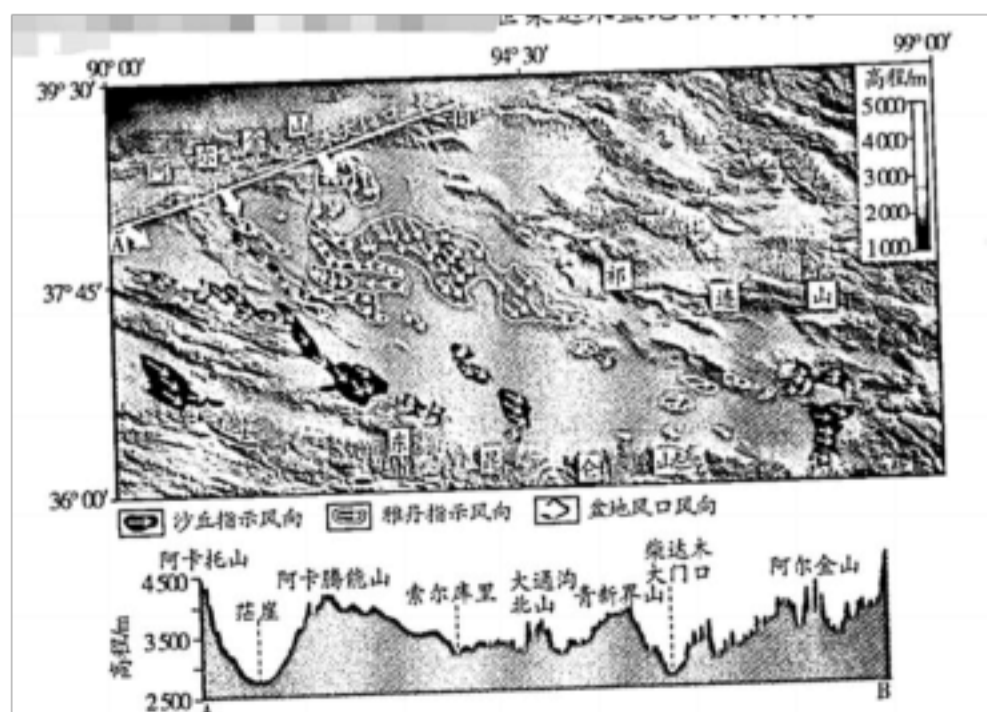 90°00′ 94°30′ 99°00′
39°30′
高程/m
5000
4000
3000
2000
1000
山
B
A
37°45′
祁 连 山
东 昆 仑 山
36°00′
沙丘指示风向 雅丹指示风向 盆地风口风向
阿卡托山 阿卡腾能山 索尔库里 大通沟北山 青新界山 柴达木大门口 阿尔金山
茫崖
4500
3500
2500
高程/m
B